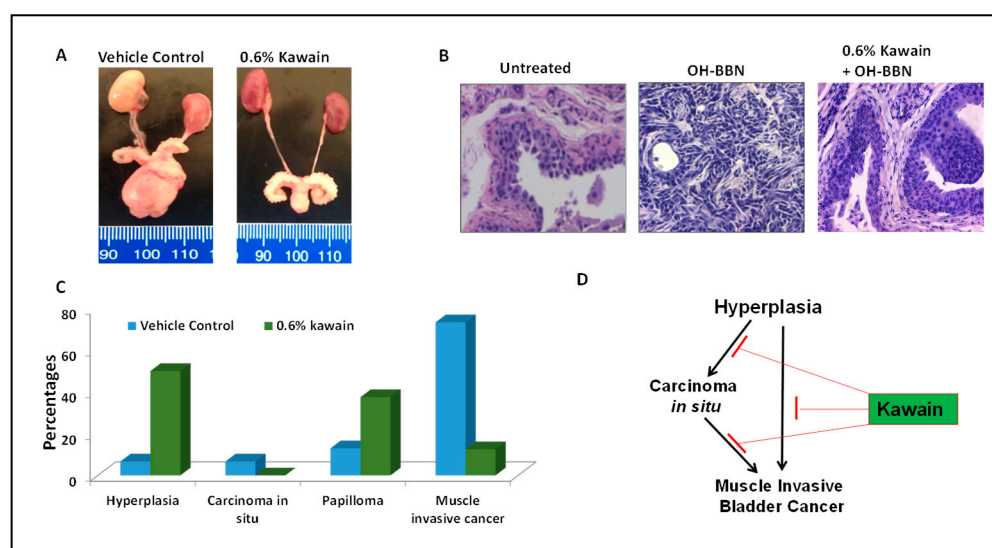 A
Vehicle Control
0.6% Kawain
90 100 110
90 100 110
B
Untreated
OH-BBN
0.6% Kawain
+ OH-BBN
C
Vehicle Control
0.6% kawain
Percentages
80
60
40
20
0
Hyperplasia
Carcinoma in
situ
Papilloma
Muscle
invasive cancer
D
Hyperplasia
Carcinoma
in situ
Kawain
Muscle Invasive
Bladder Cancer